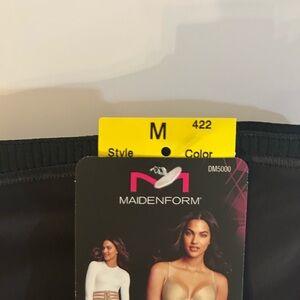 M 422
Style Color
DM5000
MAIDENFORM